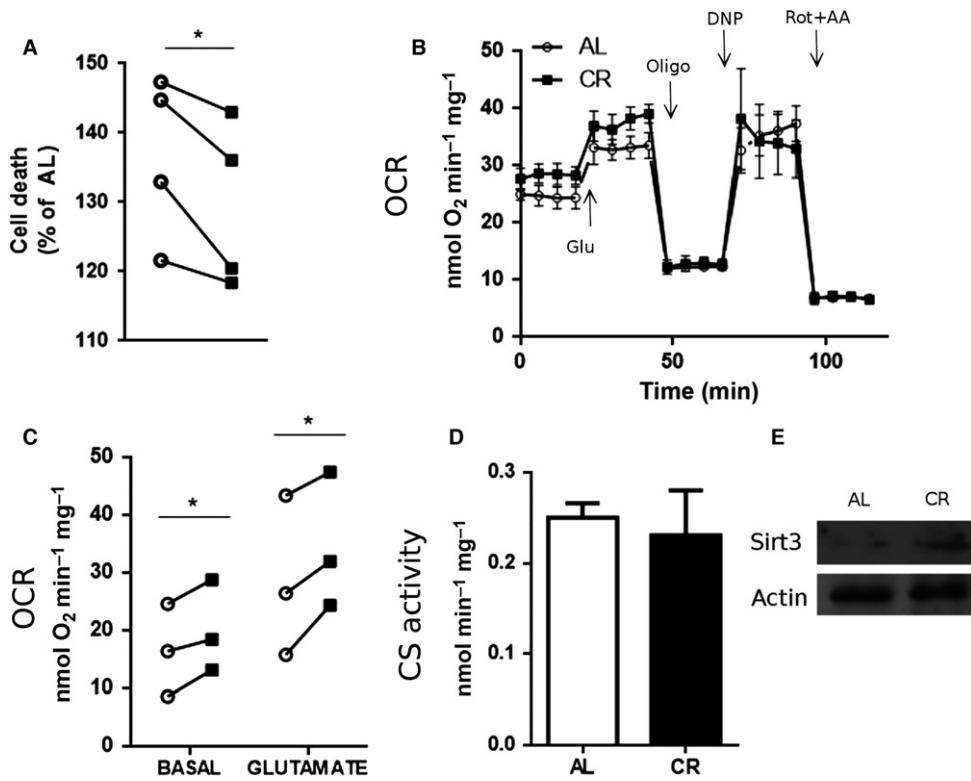 A
*
Cell death
(% of AL)
150
140
130
120
110
B
AL
CR
DNP
Rot+AA
Oligo
Glu
OCR
nmol O₂ min⁻¹ mg⁻¹
50
40
30
20
10
0
0
50
100
Time (min)
C
*
*
OCR
nmol O₂ min⁻¹ mg⁻¹
50
40
30
20
10
0
BASAL
GLUTAMATE
D
CS activity
nmol min⁻¹ mg⁻¹
0.3
0.2
0.1
0.0
AL
CR
E
AL
CR
Sirt3
Actin